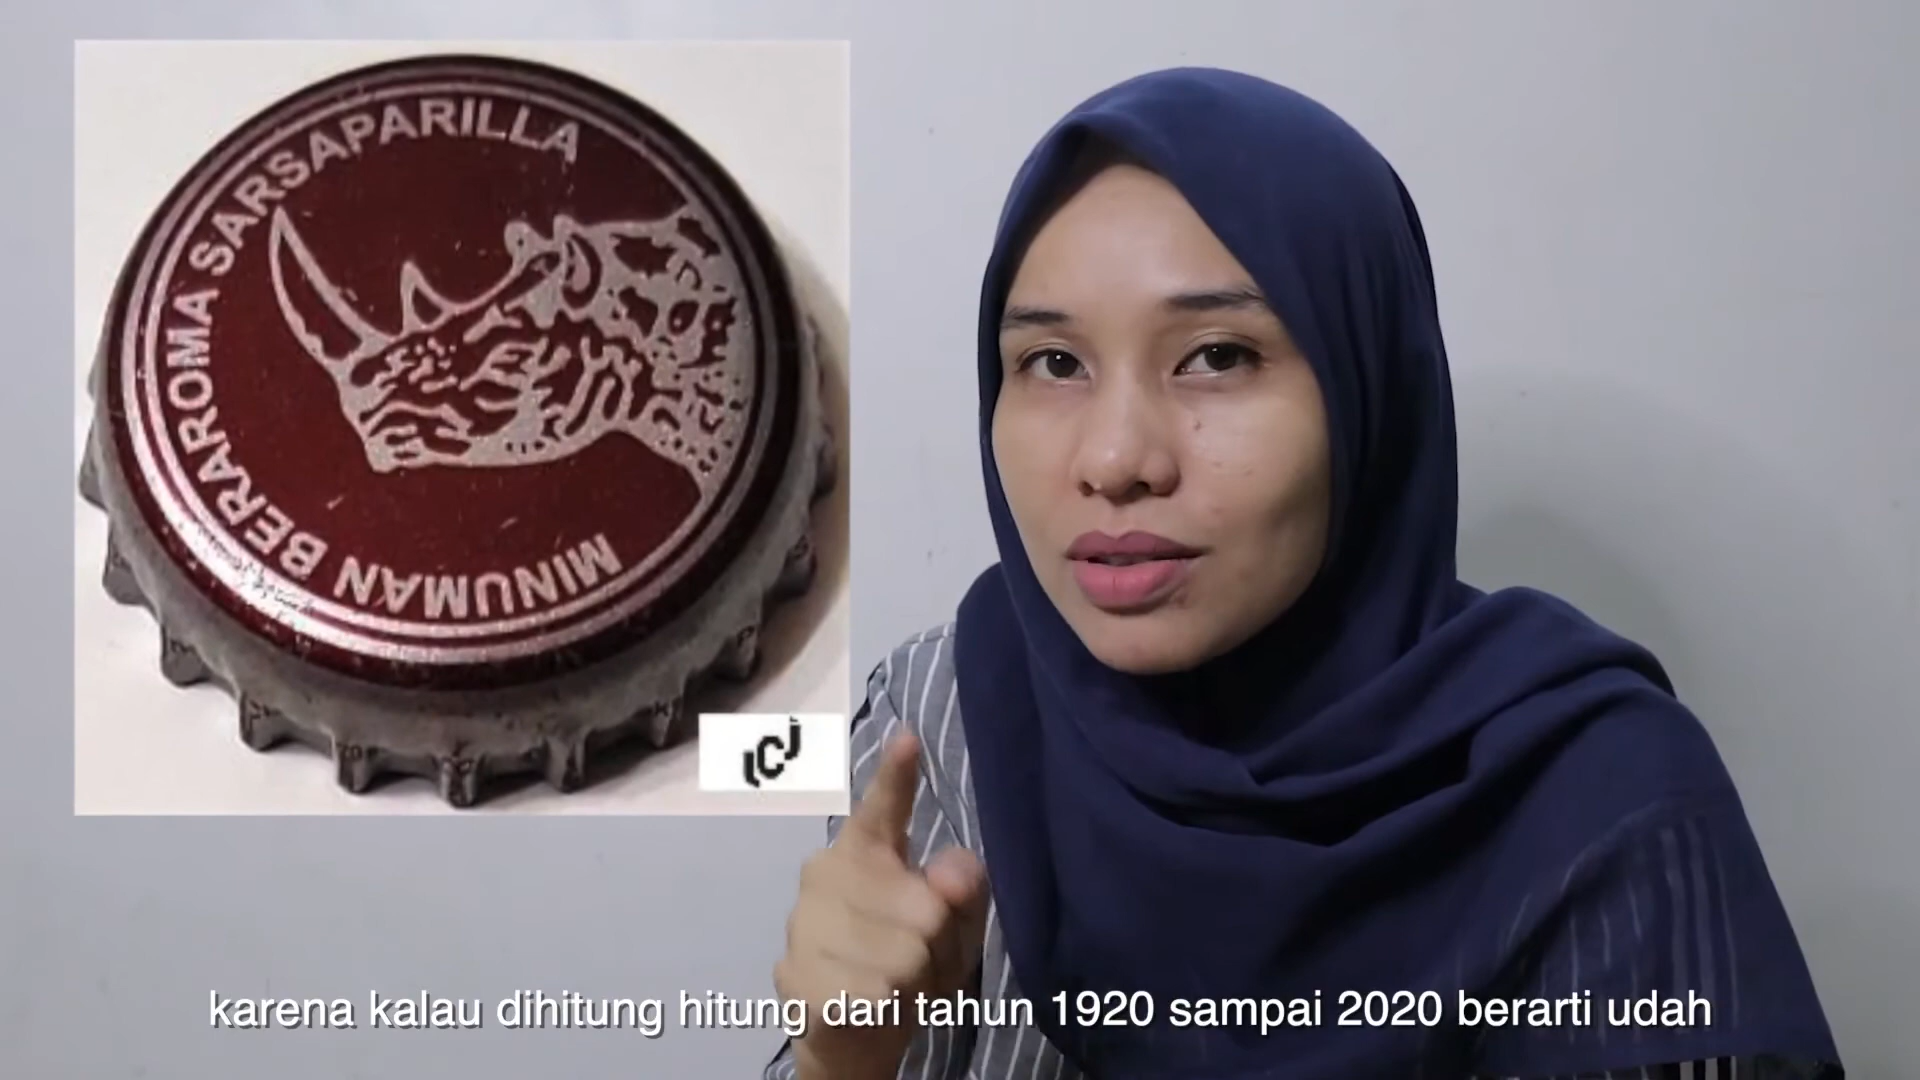 MINUMAN BERAROMA SARSAPARILLA
karena kalau dihitung hitung dari tahun 1920 sampai 2020 berarti udah